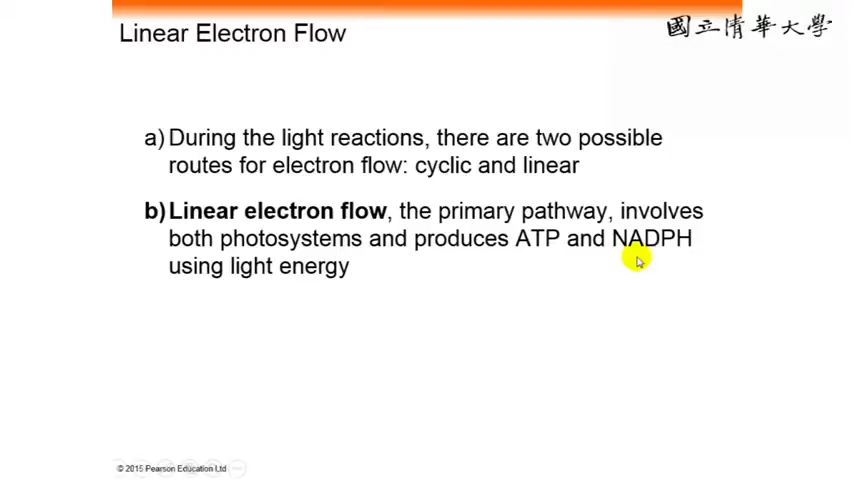 Linear Electron Flow
國立清華大學
a) During the light reactions, there are two possible
routes for electron flow: cyclic and linear
b) Linear electron flow, the primary pathway, involves
both photosystems and produces ATP and NADPH
using light energy
© 2015 Pearson Education Ltd